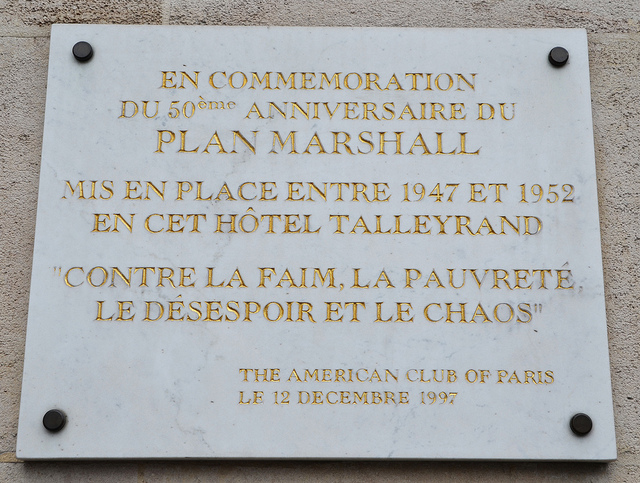 EN COMMEMORATION
DU 50ème ANNIVERSAIRE DU
PLAN MARSHALL
MIS EN PLACE ENTRE 1947 ET 1952
EN CET HÔTEL TALLEYRAND
"CONTRE LA FAIM, LA PAUVRETÉ,
LE DÉSESPOIR ET LE CHAOS"
THE AMERICAN CLUB OF PARIS
LE 12 DECEMBRE 1997